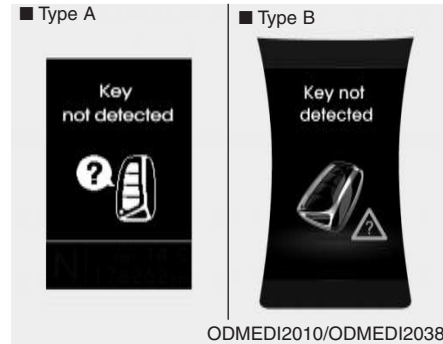 ■ Type A
Key
not detected
?
■ Type B
Key not
detected
?
ODMEDI2010/ODMEDI2038